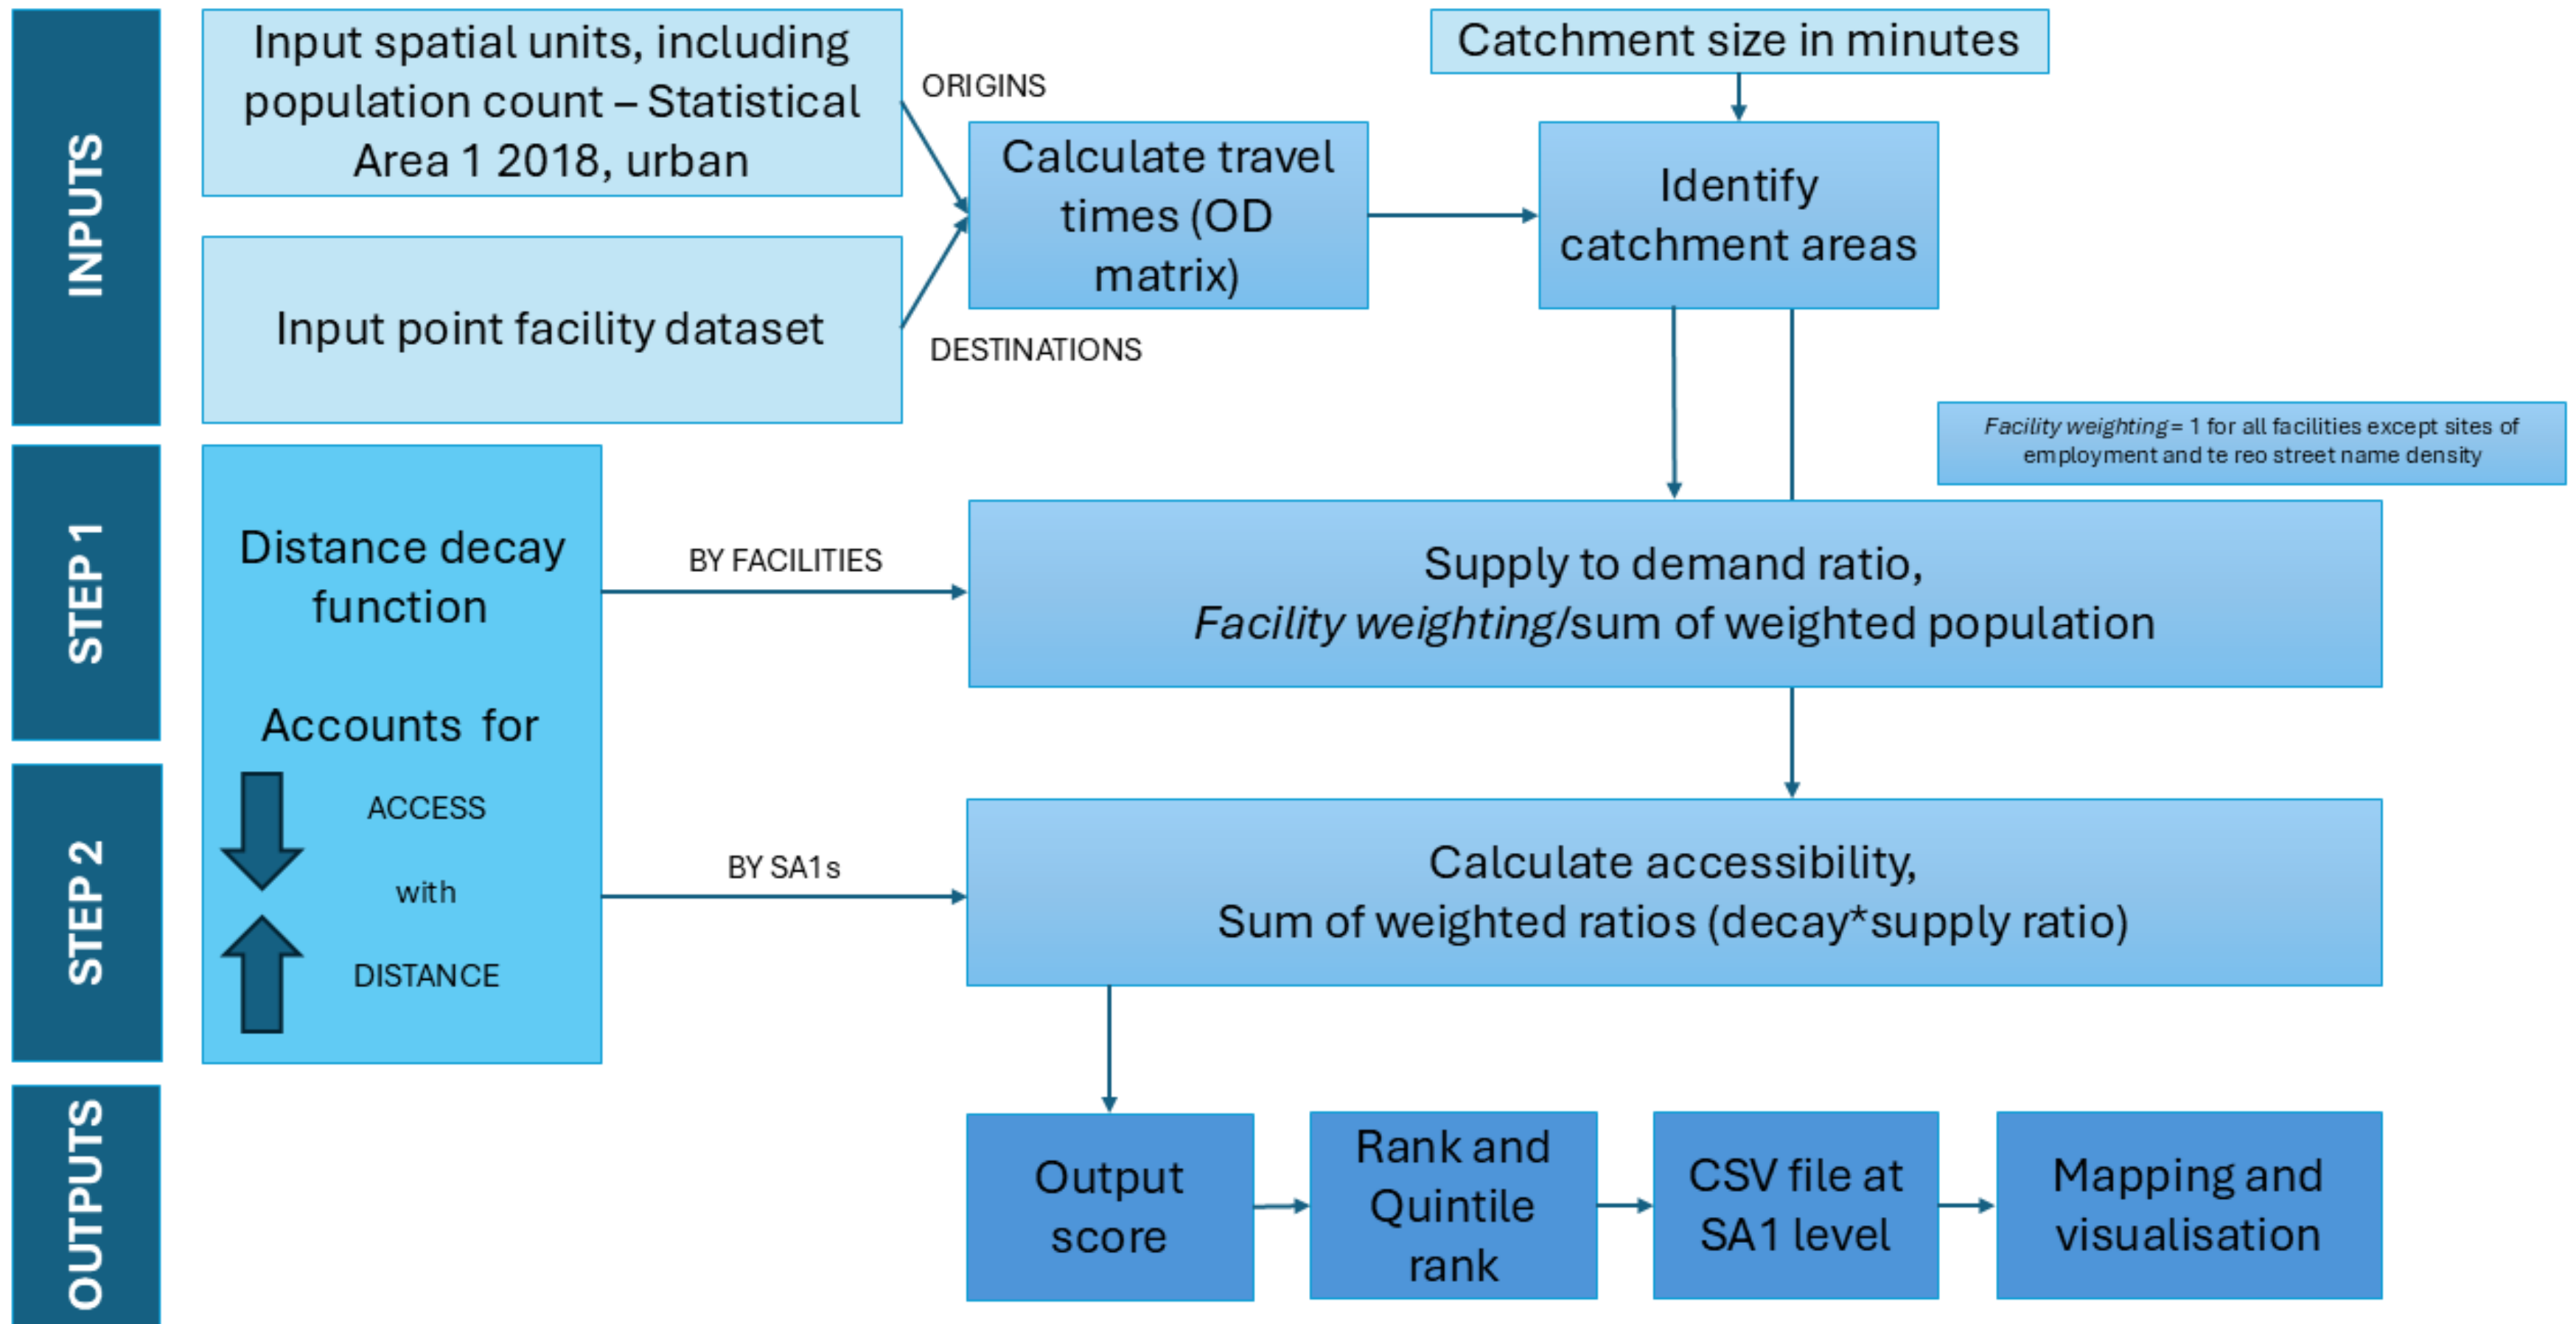 INPUTS
Input spatial units, including
population count – Statistical
Area 1 2018, urban
Input point facility dataset
ORIGINS
DESTINATIONS
Calculate travel
times (OD
matrix)
Catchment size in minutes
Identify
catchment areas
Facility weighting= 1 for all facilities except sites of
employment and te reo street name density
STEP 1
Distance decay
function
Accounts for
ACCESS
with
DISTANCE
BY FACILITIES
Supply to demand ratio,
Facility weighting/sum of weighted population
STEP 2
BY SA1s
Calculate accessibility,
Sum of weighted ratios (decay*supply ratio)
OUTPUTS
Output
score
Rank and
Quintile
rank
CSV file at
SA1 level
Mapping and
visualisation